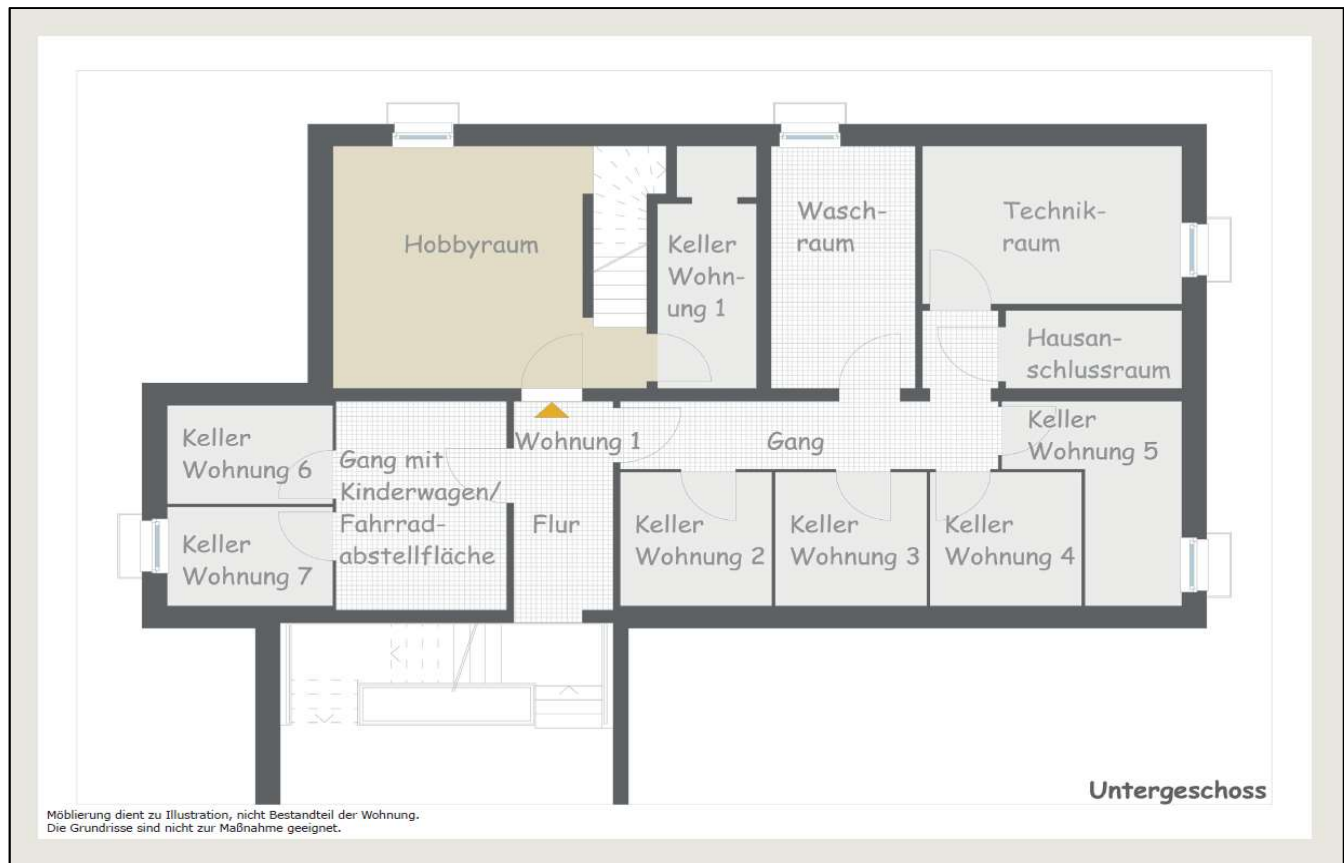 Hobbyraum
Keller
Wohn-
ung 1
Wasch-
raum
Technik-
raum
Hausan-
schlussraum
Keller
Wohnung 6
Keller
Wohnung 7
Gang mit
Kinderwagen/
Fahrrad-
abstellfläche
Wohnung 1
Flur
Gang
Keller
Wohnung 2
Keller
Wohnung 3
Keller
Wohnung 4
Keller
Wohnung 5
Untergeschoss
Möblierung dient zu Illustration, nicht Bestandteil der Wohnung.
Die Grundrisse sind nicht zur Maßnahme geeignet.